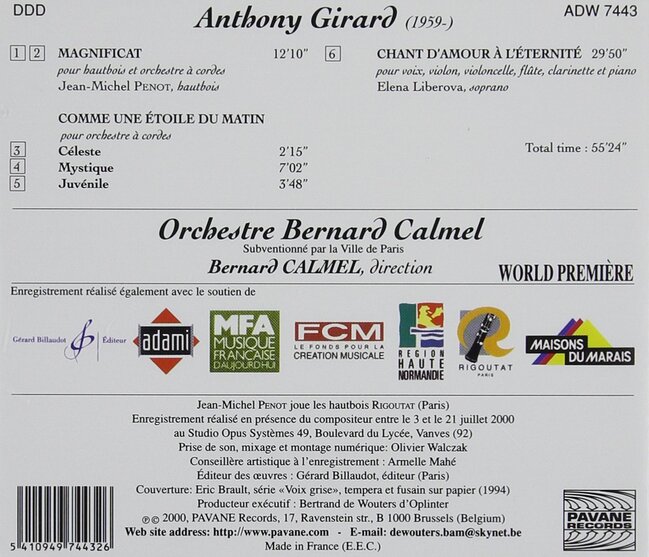 DDD
Anthony Girard (1959-)
ADW 7443
1 2 MAGNIFICAT 12'10"
pour hautbois et orchestre à cordes
Jean-Michel PENOT, hautbois
COMME UNE ÉTOILE DU MATIN
pour orchestre à cordes
3 Céleste 2'15"
4 Mystique 7'02"
5 Juvénile 3'48"
6 CHANT D'AMOUR À L'ÉTERNITÉ 29'50"
pour voix, violon, violoncelle, flûte, clarinette et piano
Elena Liberova, soprano
Total time : 55'24"
Orchestre Bernard Calmel
Subventionné par la Ville de Paris
Bernard CALMEL, direction
WORLD PREMIÈRE
Enregistrement réalisé également avec le soutien de
Gérard Billaudot Éditeur
adami
MFA
MUSIQUE
FRANÇAISE
D'AUJOURD'HUI
FCM
LE FONDS POUR LA
CREATION MUSICALE
REGION
HAUTE
NORMANDIE
RIGOUTAT
PARIS
MAISONS
DU MARAIS
Jean-Michel PENOT joue les hautbois RIGOUTAT (Paris)
Enregistrement réalisé en présence du compositeur entre le 3 et le 21 juillet 2000
au Studio Opus Systèmes 49, Boulevard du Lycée, Vanves (92)
Prise de son, mixage et montage numérique: Olivier Walczak
Conseillère artistique à l'enregistrement : Armelle Mahé
Éditeur des œuvres : Gérard Billaudot, éditeur (Paris)
Couverture: Eric Brault, série «Voix grise», tempera et fusain sur papier (1994)
Producteur exécutif : Bertrand de Wouters d'Oplinter
℗© 2000, PAVANE Records, 17, Ravenstein str., B 1000 Brussels (Belgium)
Web site address: http://www.pavane.com - E-mail : dewouters.bam@skynet.be
Made in France (E.E.C.)
5 410949 744326
PAVANE
RECORDS